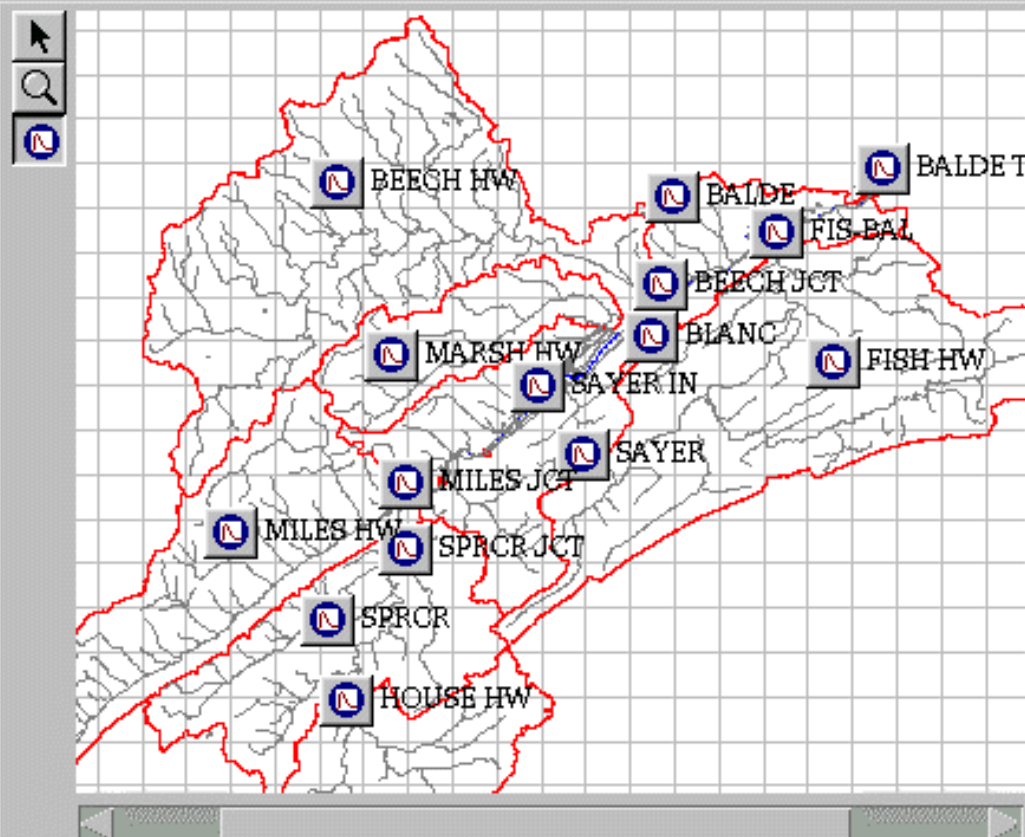 BALDE T
BEECH HW
BALDE
FIS-BAL
BEECH JCT
BLANC
MARSH HW
FISH HW
SAYER IN
SAYER
MILES JCT
MILES HW
SPRCR JCT
SPRCR
HOUSE HW